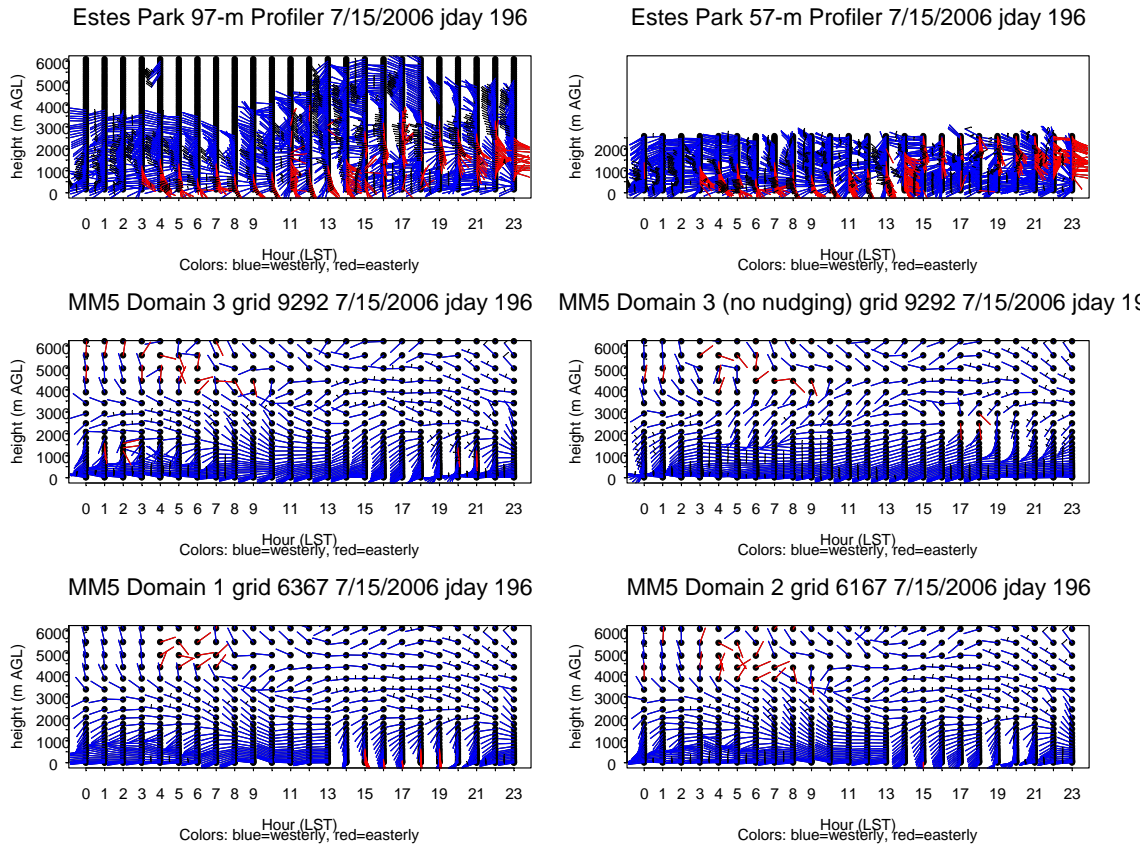 Estes Park 97-m Profiler 7/15/2006 jday 196
height (m AGL)
6000
5000
4000
3000
2000
1000
0
0 1 2 3 4 5 6 7 8 9 11 13 15 17 19 21 23
Hour (LST)
Colors: blue=westerly, red=easterly
Estes Park 57-m Profiler 7/15/2006 jday 196
height (m AGL)
2000
1000
0
0 1 2 3 4 5 6 7 8 9 11 13 15 17 19 21 23
Hour (LST)
Colors: blue=westerly, red=easterly
MM5 Domain 3 grid 9292 7/15/2006 jday 196
height (m AGL)
6000
5000
4000
3000
2000
1000
0
0 1 2 3 4 5 6 7 8 9 11 13 15 17 19 21 23
Hour (LST)
Colors: blue=westerly, red=easterly
MM5 Domain 3 (no nudging) grid 9292 7/15/2006 jday 19
height (m AGL)
6000
5000
4000
3000
2000
1000
0
0 1 2 3 4 5 6 7 8 9 11 13 15 17 19 21 23
Hour (LST)
Colors: blue=westerly, red=easterly
MM5 Domain 1 grid 6367 7/15/2006 jday 196
height (m AGL)
6000
5000
4000
3000
2000
1000
0
0 1 2 3 4 5 6 7 8 9 11 13 15 17 19 21 23
Hour (LST)
Colors: blue=westerly, red=easterly
MM5 Domain 2 grid 6167 7/15/2006 jday 196
height (m AGL)
6000
5000
4000
3000
2000
1000
0
0 1 2 3 4 5 6 7 8 9 11 13 15 17 19 21 23
Hour (LST)
Colors: blue=westerly, red=easterly